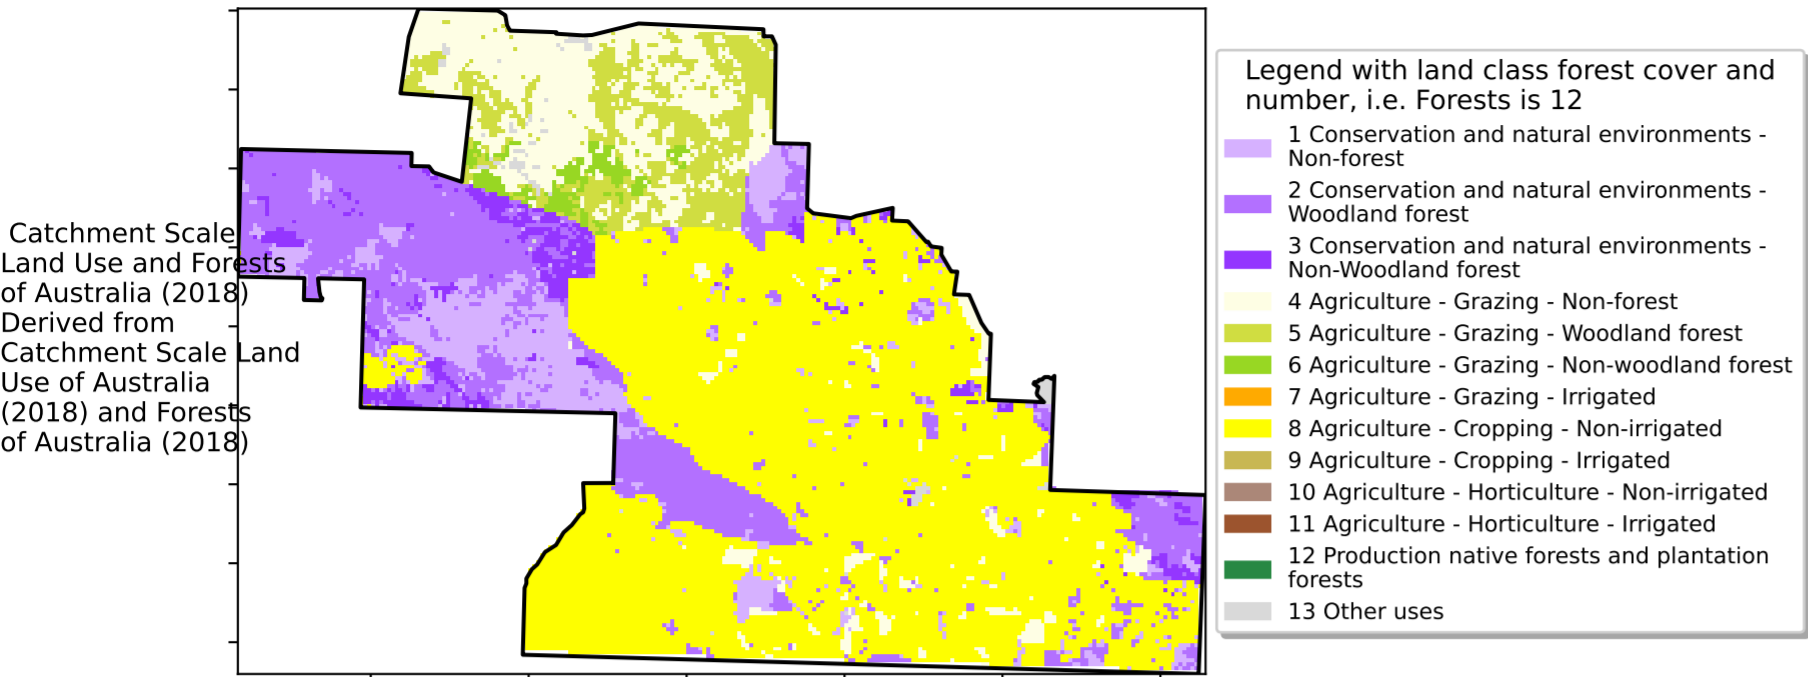 Catchment Scale
Land Use and Forests
of Australia (2018)
Derived from
Catchment Scale Land
Use of Australia
(2018) and Forests
of Australia (2018)
Legend with land class forest cover and
number, i.e. Forests is 12
1 Conservation and natural environments -
Non-forest
2 Conservation and natural environments -
Woodland forest
3 Conservation and natural environments -
Non-Woodland forest
4 Agriculture - Grazing - Non-forest
5 Agriculture - Grazing - Woodland forest
6 Agriculture - Grazing - Non-woodland forest
7 Agriculture - Grazing - Irrigated
8 Agriculture - Cropping - Non-irrigated
9 Agriculture - Cropping - Irrigated
10 Agriculture - Horticulture - Non-irrigated
11 Agriculture - Horticulture - Irrigated
12 Production native forests and plantation
forests
13 Other uses